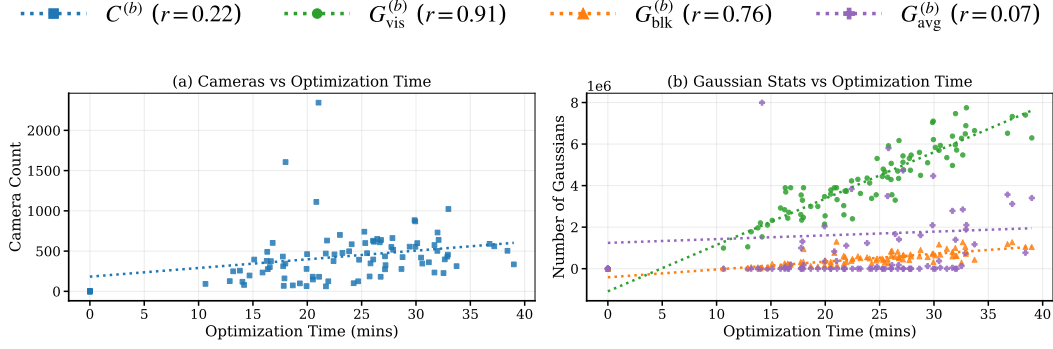 C^(b) (r=0.22) G_vis^(b) (r=0.91) G_blk^(b) (r=0.76) G_avg^(b) (r=0.07)
(a) Cameras vs Optimization Time
Camera Count
2000
1500
1000
500
0
0 5 10 15 20 25 30 35 40
Optimization Time (mins)
(b) Gaussian Stats vs Optimization Time
1e6
Number of Gaussians
8
6
4
2
0
0 5 10 15 20 25 30 35 40
Optimization Time (mins)